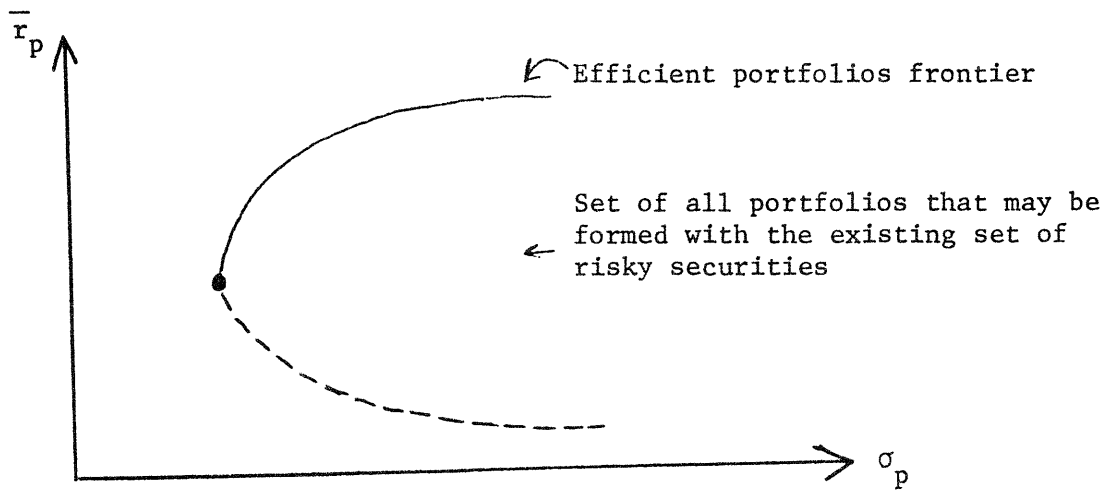 r̅p
Efficient portfolios frontier
Set of all portfolios that may be
formed with the existing set of
risky securities
σp